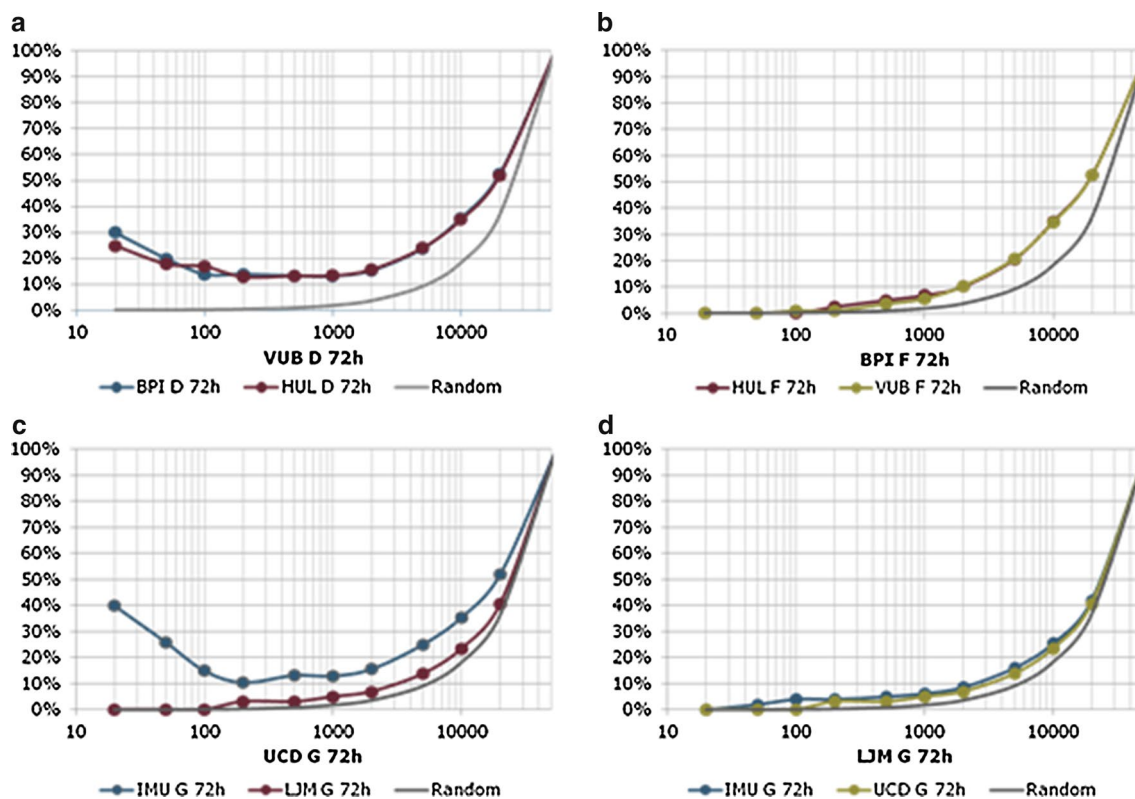 a
100%
90%
80%
70%
60%
50%
40%
30%
20%
10%
0%
10 100 1000 10000
VUB D 72h
BPI D 72h HUL D 72h Random
b
100%
90%
80%
70%
60%
50%
40%
30%
20%
10%
0%
10 100 1000 10000
BPI F 72h
HUL F 72h VUB F 72h Random
c
100%
90%
80%
70%
60%
50%
40%
30%
20%
10%
0%
10 100 1000 10000
UCD G 72h
IMU G 72h LJM G 72h Random
d
100%
90%
80%
70%
60%
50%
40%
30%
20%
10%
0%
10 100 1000 10000
LJM G 72h
IMU G 72h UCD G 72h Random